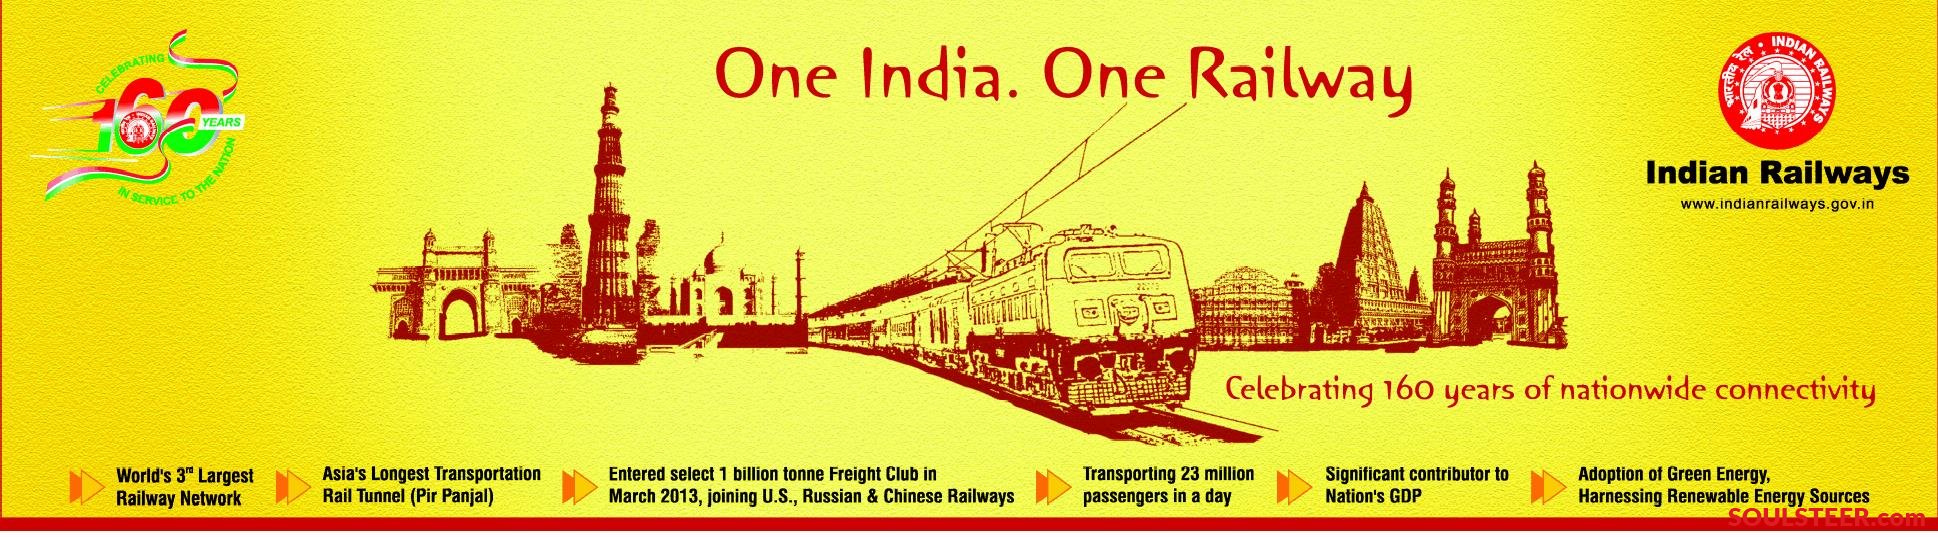 CELEBRATING
160
YEARS
IN SERVICE TO THE NATION
One India. One Railway
भारतीय रेल • INDIAN RAILWAYS
Indian Railways
www.indianrailways.gov.in
Celebrating 160 years of nationwide connectivity
World's 3rd Largest
Railway Network
Asia's Longest Transportation
Rail Tunnel (Pir Panjal)
Entered select 1 billion tonne Freight Club in
March 2013, joining U.S., Russian & Chinese Railways
Transporting 23 million
passengers in a day
Significant contributor to
Nation's GDP
Adoption of Green Energy,
Harnessing Renewable Energy Sources
SOULSTEER.com